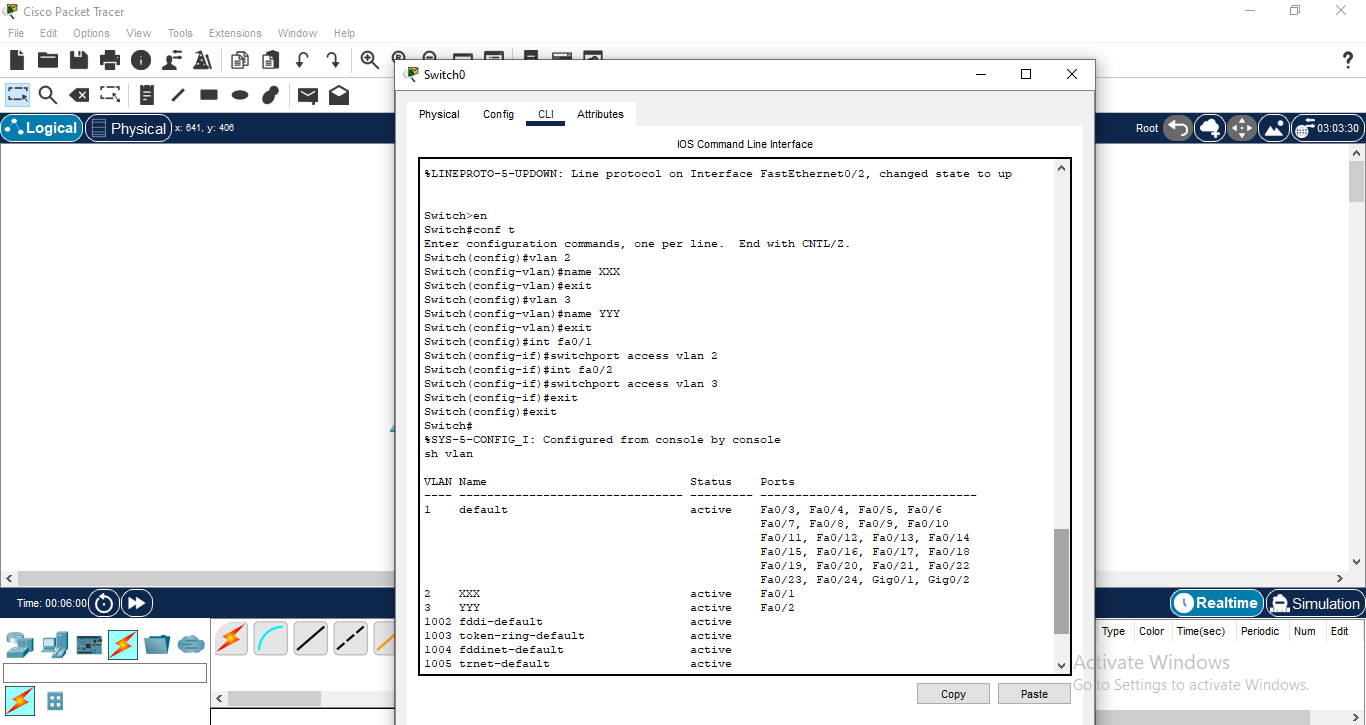 Cisco Packet Tracer
File Edit Options View Tools Extensions Window Help
Switch0
Physical Config CLI Attributes
Logical Physical x: 641, y: 406
Root 03:03:30
IOS Command Line Interface
%LINEPROTO-5-UPDOWN: Line protocol on Interface FastEthernet0/2, changed state to up
Switch>en
Switch#conf t
Enter configuration commands, one per line. End with CNTL/Z.
Switch(config)#vlan 2
Switch(config-vlan)#name XXX
Switch(config-vlan)#exit
Switch(config)#vlan 3
Switch(config-vlan)#name YYY
Switch(config-vlan)#exit
Switch(config)#int fa0/1
Switch(config-if)#switchport access vlan 2
Switch(config-if)#int fa0/2
Switch(config-if)#switchport access vlan 3
Switch(config-if)#exit
Switch(config)#exit
Switch#
%SYS-5-CONFIG_I: Configured from console by console
sh vlan
VLAN Name Status Ports
---- -------------------------------- --------- -------------------------------
1 default active Fa0/3, Fa0/4, Fa0/5, Fa0/6
Fa0/7, Fa0/8, Fa0/9, Fa0/10
Fa0/11, Fa0/12, Fa0/13, Fa0/14
Fa0/15, Fa0/16, Fa0/17, Fa0/18
Fa0/19, Fa0/20, Fa0/21, Fa0/22
Fa0/23, Fa0/24, Gig0/1, Gig0/2
2 XXX active Fa0/1
3 YYY active Fa0/2
1002 fddi-default active
1003 token-ring-default active
1004 fddinet-default active
1005 trnet-default active
Copy Paste
Time: 00:06:00
Realtime Simulation
Type Color Time(sec) Periodic Num Edit
Activate Windows
Go to Settings to activate Windows.